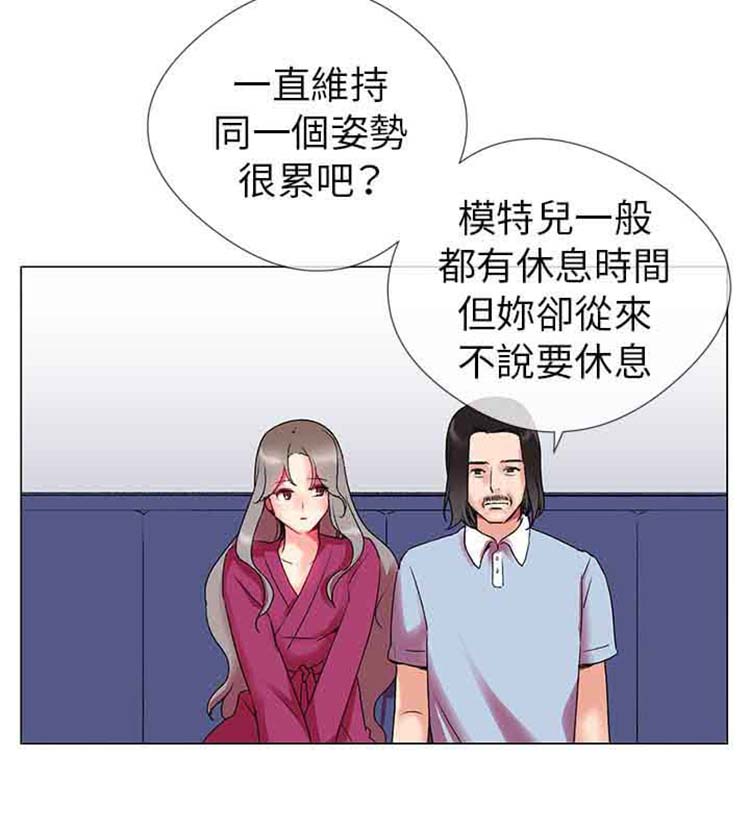 一直維持
同一個姿勢
很累吧？
模特兒一般
都有休息時間
但妳卻從來
不說要休息